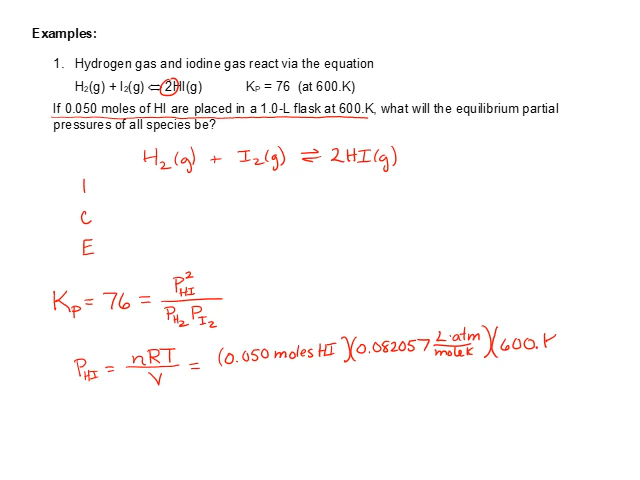 Examples:
1. Hydrogen gas and iodine gas react via the equation
H₂(g) + I₂(g) ⇌ 2HI(g) Kₚ = 76 (at 600.K)
If 0.050 moles of HI are placed in a 1.0-L flask at 600.K, what will the equilibrium partial
pressures of all species be?
H₂(g) + I₂(g) ⇌ 2HI(g)
I
C
E
Kp = 76 = P²HI / PH₂ PI₂
PHI = nRT / V = (0.050 moles HI)(0.082057 L·atm / mole K)(600. K